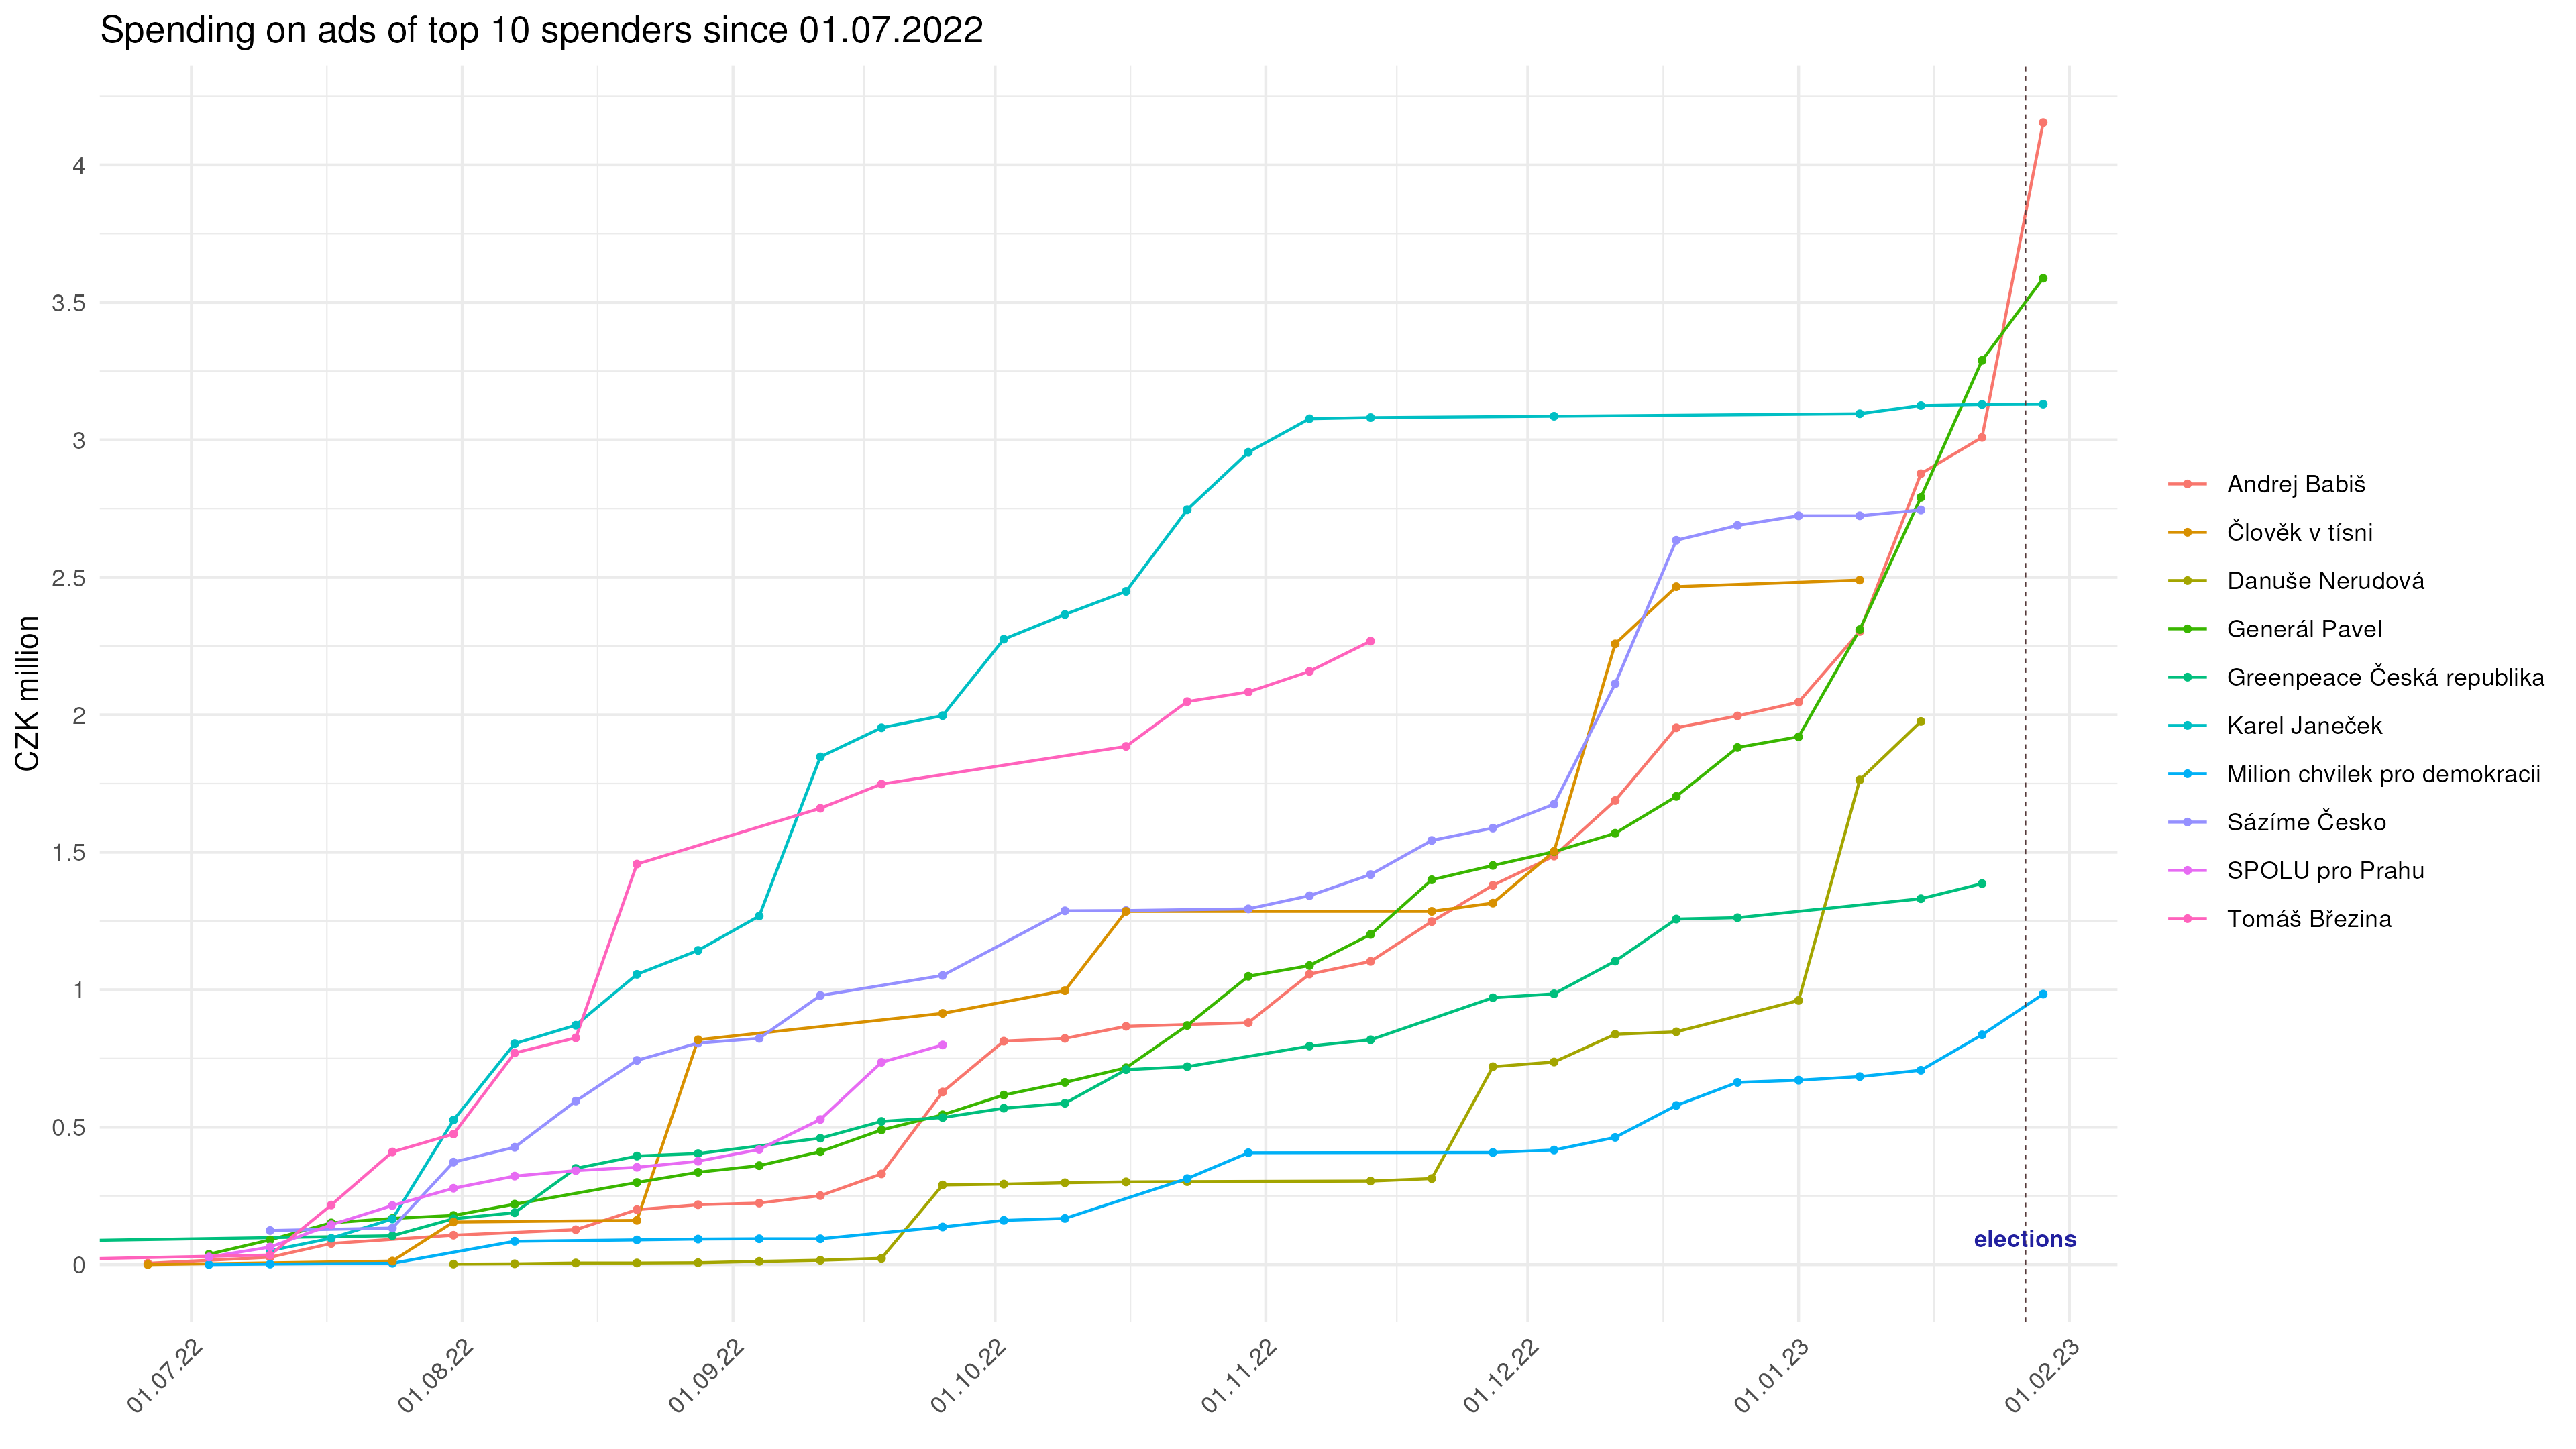 Spending on ads of top 10 spenders since 01.07.2022
CZK million
4
3.5
3
2.5
2
1.5
1
0.5
0
01.07.22
01.08.22
01.09.22
01.10.22
01.11.22
01.12.22
01.01.23
01.02.23
elections
Andrej Babiš
Člověk v tísni
Danuše Nerudová
Generál Pavel
Greenpeace Česká republika
Karel Janeček
Milion chvilek pro demokracii
Sázíme Česko
SPOLU pro Prahu
Tomáš Březina